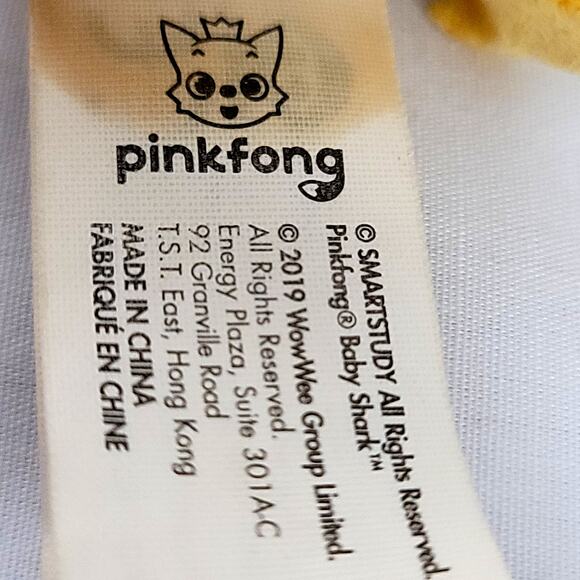 pinkfong
© SMARTSTUDY All Rights Reserved.
Pinkfong® Baby Shark™
© 2019 WowWee Group Limited.
All Rights Reserved.
Energy Plaza, Suite 301A-C
92 Granville Road
T.S.T. East, Hong Kong
MADE IN CHINA
FABRIQUÉ EN CHINE